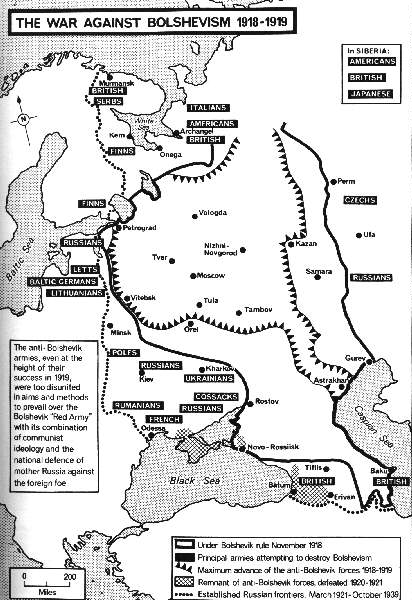 THE WAR AGAINST BOLSHEVISM 1918-1919
In SIBERIA:
AMERICANS
BRITISH
JAPANESE
Murmansk
BRITISH
SERBS
ITALIANS
White Sea
AMERICANS
Archangel
BRITISH
Kem
Onega
FINNS
N
Perm
CZECHS
FINNS
Vologda
Petrograd
Ufa
RUSSIANS
Nizhni-
Novgorod
Kazan
Baltic Sea
Tver
LETTS
Moscow
Samara
RUSSIANS
BALTIC GERMANS
LITHUANIANS
Vitebsk
Tula
Tambov
Orel
Minsk
POLES
Gurev
RUSSIANS
Kharkov
Kiev
UKRAINIANS
Astrakhan
COSSACKS
RUMANIANS
RUSSIANS
Rostov
FRENCH
Odessa
Caspian Sea
Novo-Rossiisk
Tiflis
Baku
Black Sea
BRITISH
BRITISH
Batum
Erivan
The anti-Bolshevik
armies, even at the
height of their
success in 1919,
were too disunited
in aims and methods
to prevail over the
Bolshevik "Red Army"
with its combination
of communist
ideology and the
national defence of
mother Russia against
the foreign foe
Under Bolshevik rule November 1918
Principal armies attempting to destroy Bolshevism
Maximum advance of the anti-Bolshevik forces 1918-1919
Remnant of anti-Bolshevik forces, defeated 1920-1921
Established Russian frontiers, March 1921-October 1939
0 200
Miles